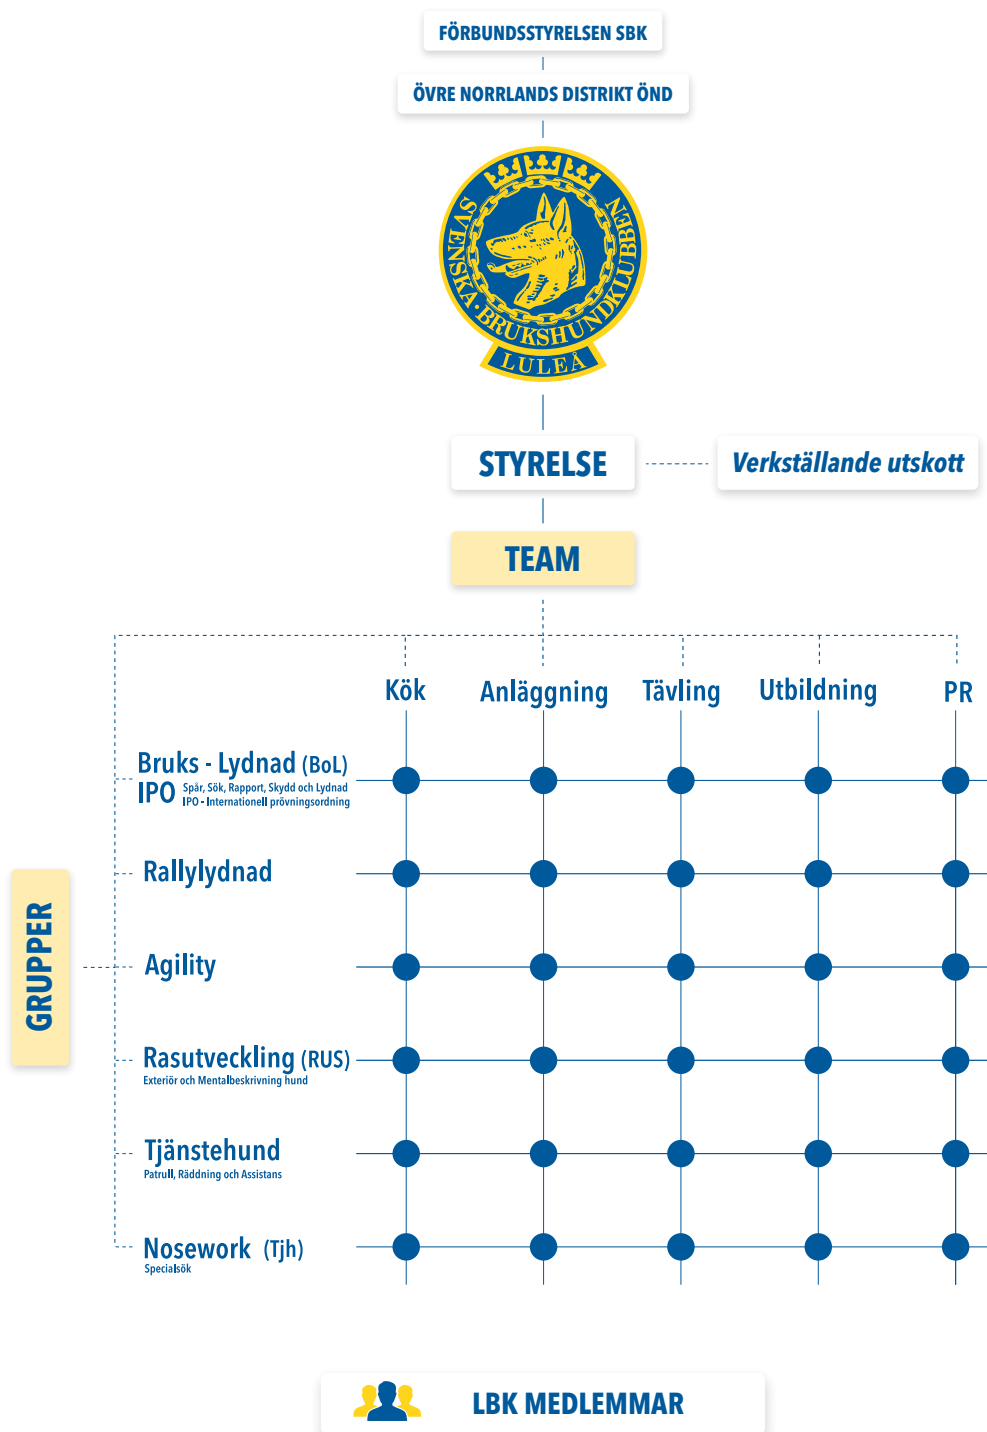 FÖRBUNDSSTYRELSEN SBK
ÖVRE NORRLANDS DISTRIKT ÖND
SVENSKA · BRUKSHUNDKLUBBEN
LULEÅ
STYRELSE
Verkställande utskott
TEAM
Kök
Anläggning
Tävling
Utbildning
PR
GRUPPER
Bruks - Lydnad (BoL)
IPO Spår, Sök, Rapport, Skydd och Lydnad
IPO - Internationell prövningsordning
Rallylydnad
Agility
Rasutveckling (RUS)
Exteriör och Mentalbeskrivning hund
Tjänstehund
Patrull, Räddning och Assistans
Nosework (Tjh)
Specialsök
LBK MEDLEMMAR